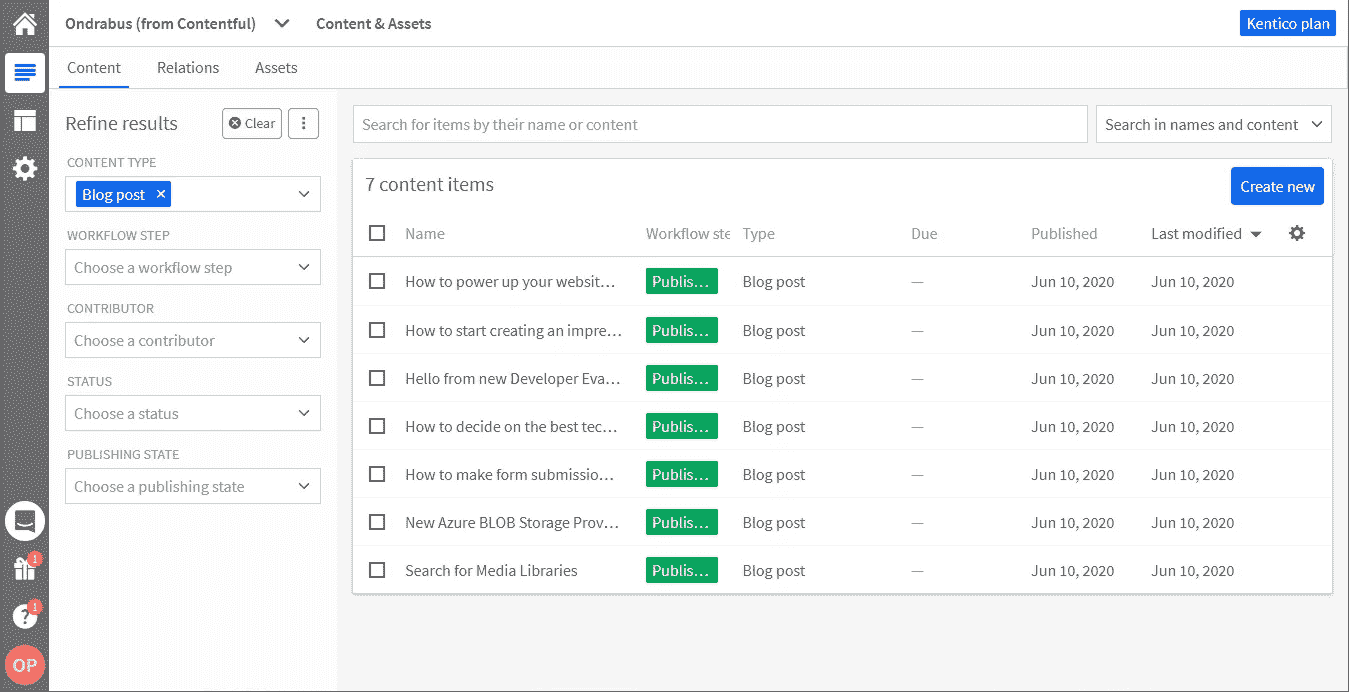 Ondrabus (from Contentful) Content & Assets Kentico plan
Content Relations Assets
Refine results Clear
CONTENT TYPE
Blog post
WORKFLOW STEP
Choose a workflow step
CONTRIBUTOR
Choose a contributor
STATUS
Choose a status
PUBLISHING STATE
Choose a publishing state
1
1
?
OP
Search for items by their name or content Search in names and content
7 content items Create new
Name Workflow ste Type Due Published Last modified
How to power up your websit… Publis… Blog post — Jun 10, 2020 Jun 10, 2020
How to start creating an impre… Publis… Blog post — Jun 10, 2020 Jun 10, 2020
Hello from new Developer Eva… Publis… Blog post — Jun 10, 2020 Jun 10, 2020
How to decide on the best tec… Publis… Blog post — Jun 10, 2020 Jun 10, 2020
How to make form submissio… Publis… Blog post — Jun 10, 2020 Jun 10, 2020
New Azure BLOB Storage Prov… Publis… Blog post — Jun 10, 2020 Jun 10, 2020
Search for Media Libraries Publis… Blog post — Jun 10, 2020 Jun 10, 2020